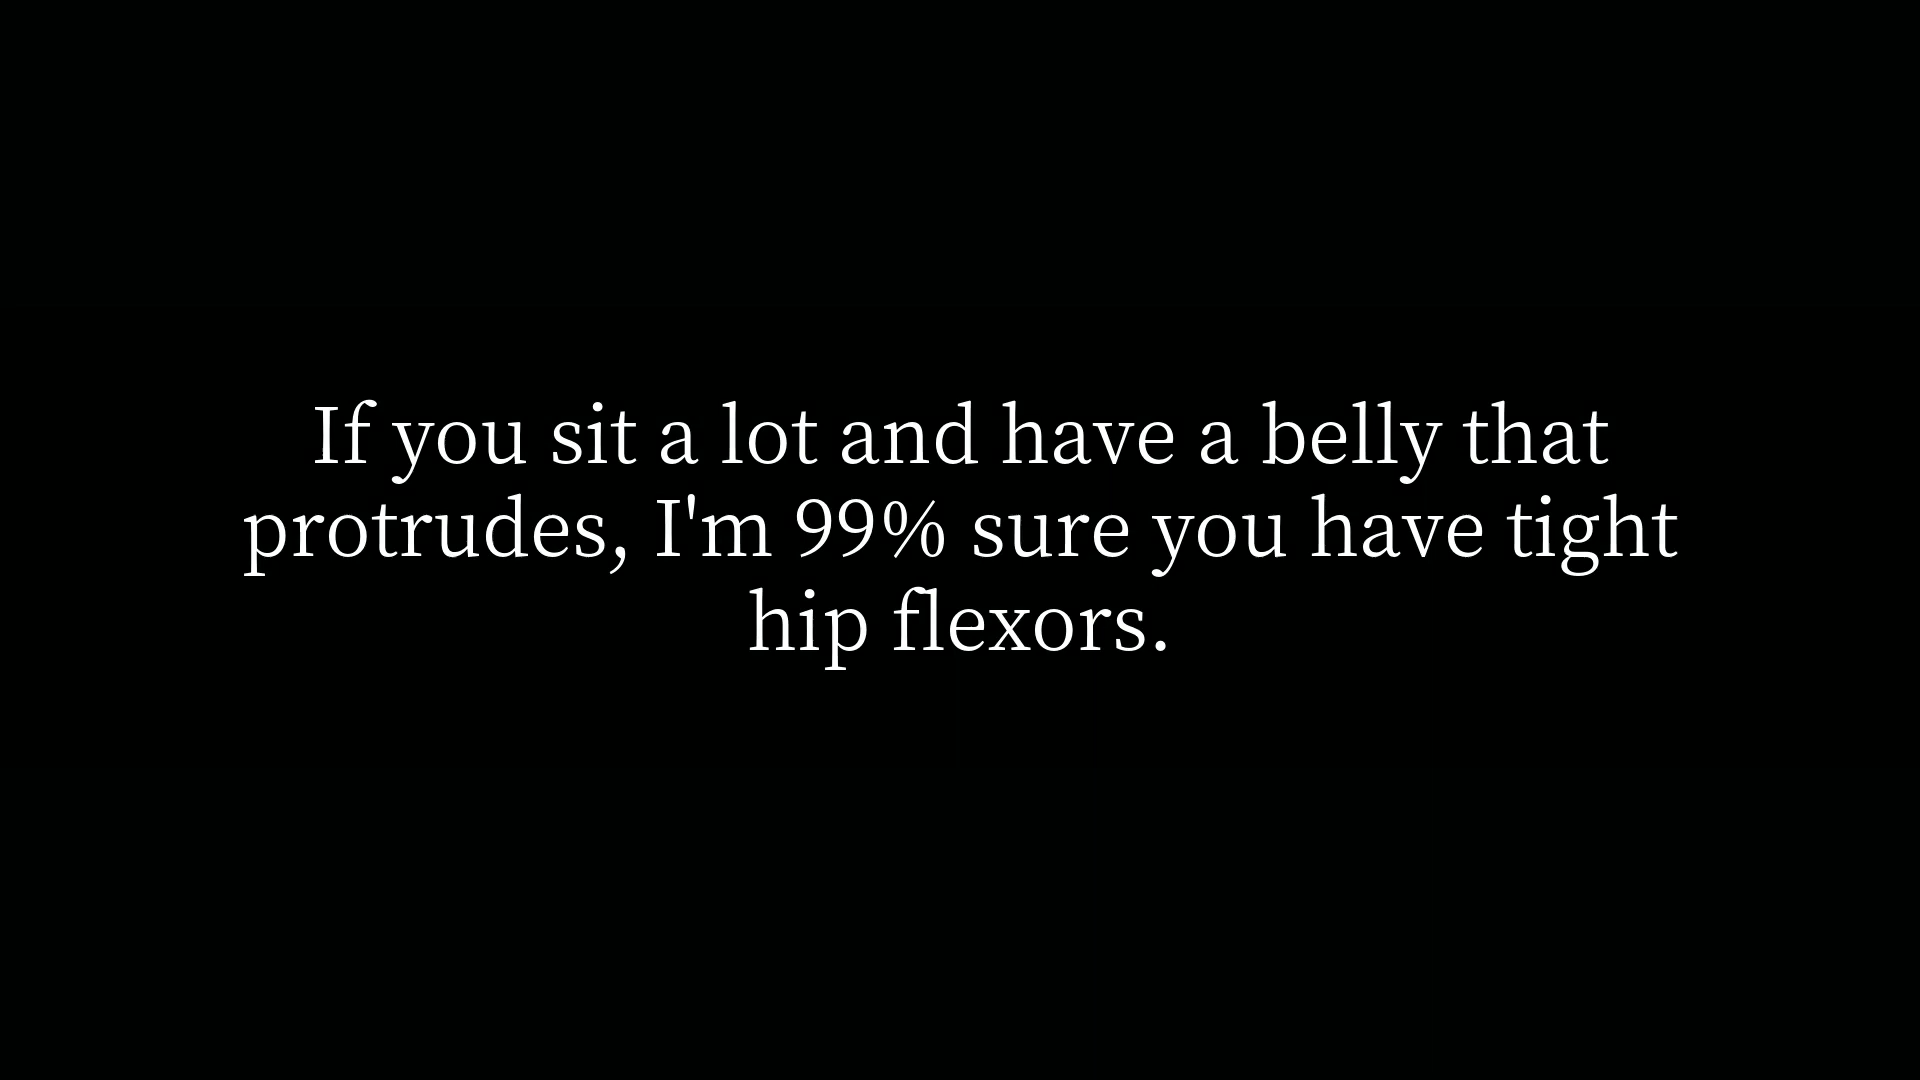 If you sit a lot and have a belly that
protrudes, I'm 99% sure you have tight
hip flexors.